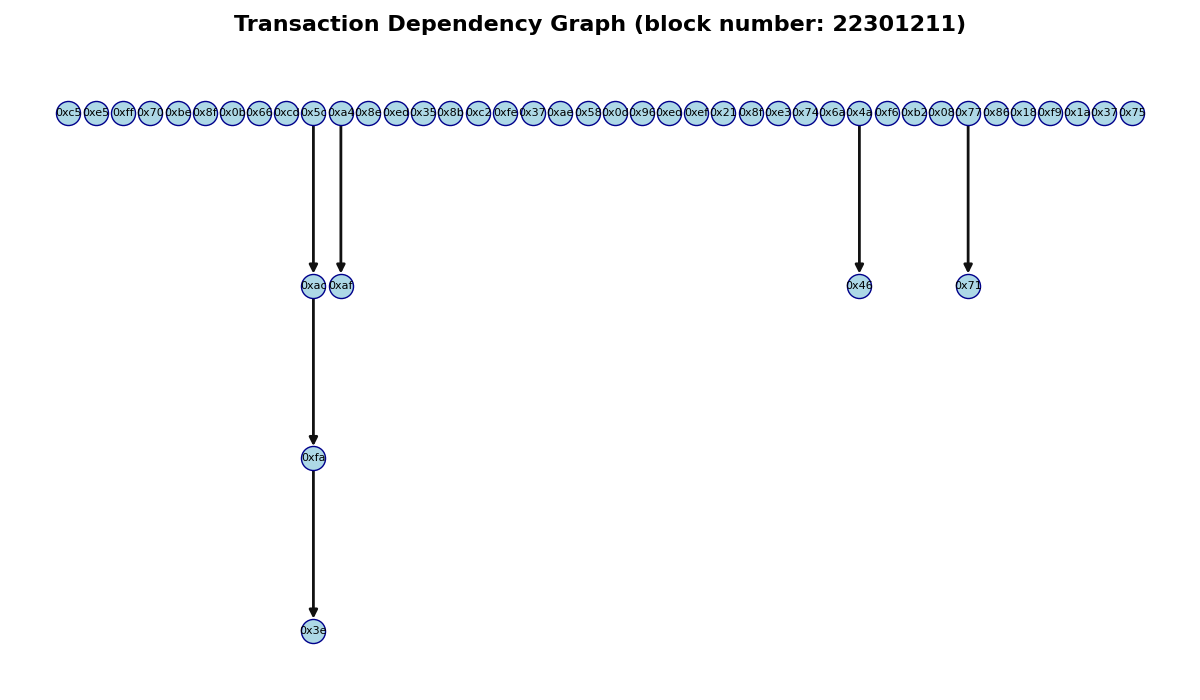 Transaction Dependency Graph (block number: 22301211)
0xc5 0xe5 0xff 0x70 0xbe 0x8f 0x0b 0x66 0xcd 0x5c 0xa4 0x8e 0xed 0x35 0x8b 0xc2 0xfe 0x37 0xae 0x58 0x0d 0x96 0xea 0xef 0x21 0x8f 0xe3 0x74 0x6a 0x4a 0xf6 0xb2 0x08 0x77 0x86 0x18 0xf9 0x1a 0x37 0x75
0xac 0xaf 0x46 0x71
0xfa
0x3e